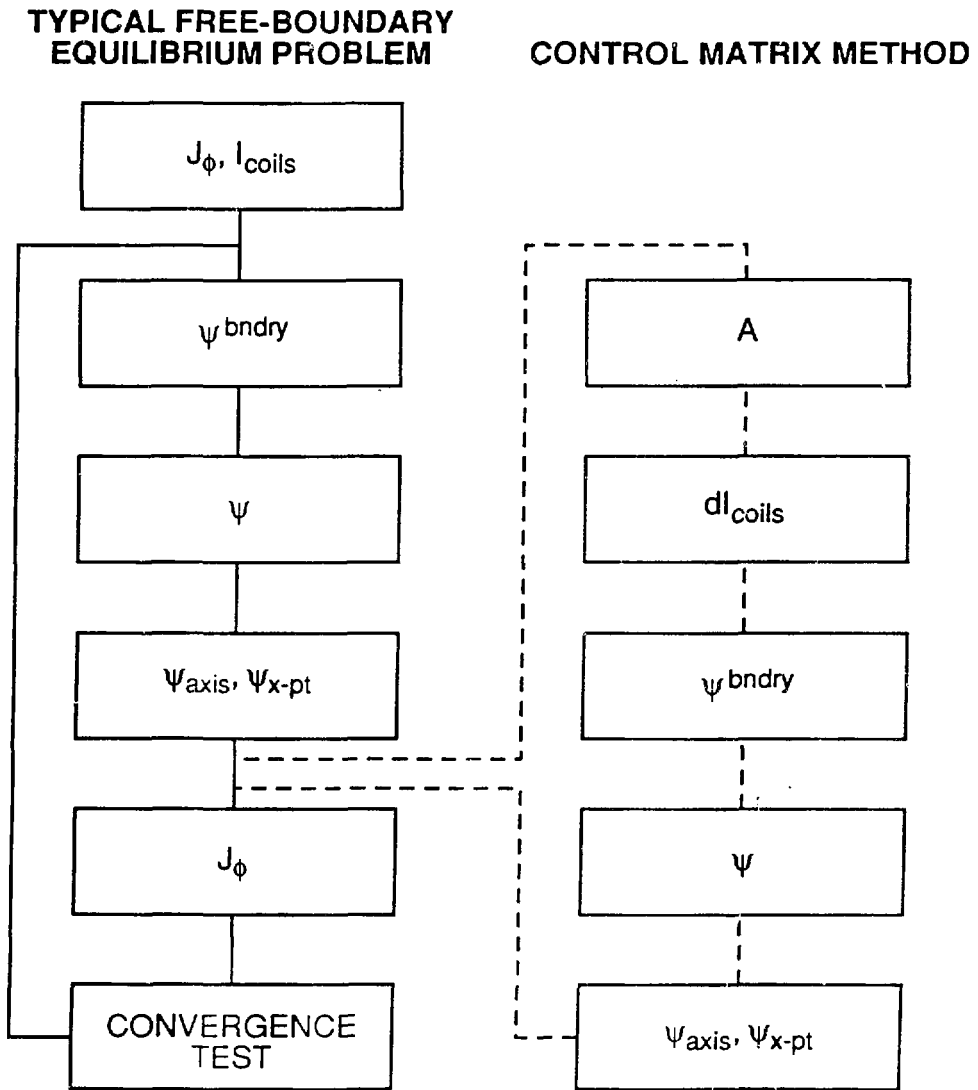 TYPICAL FREE-BOUNDARY
EQUILIBRIUM PROBLEM
CONTROL MATRIX METHOD
Jϕ, Icoils
ψbndry
ψ
ψaxis, ψx-pt
Jϕ
CONVERGENCE
TEST
A
dIcoils
ψbndry
ψ
ψaxis, ψx-pt